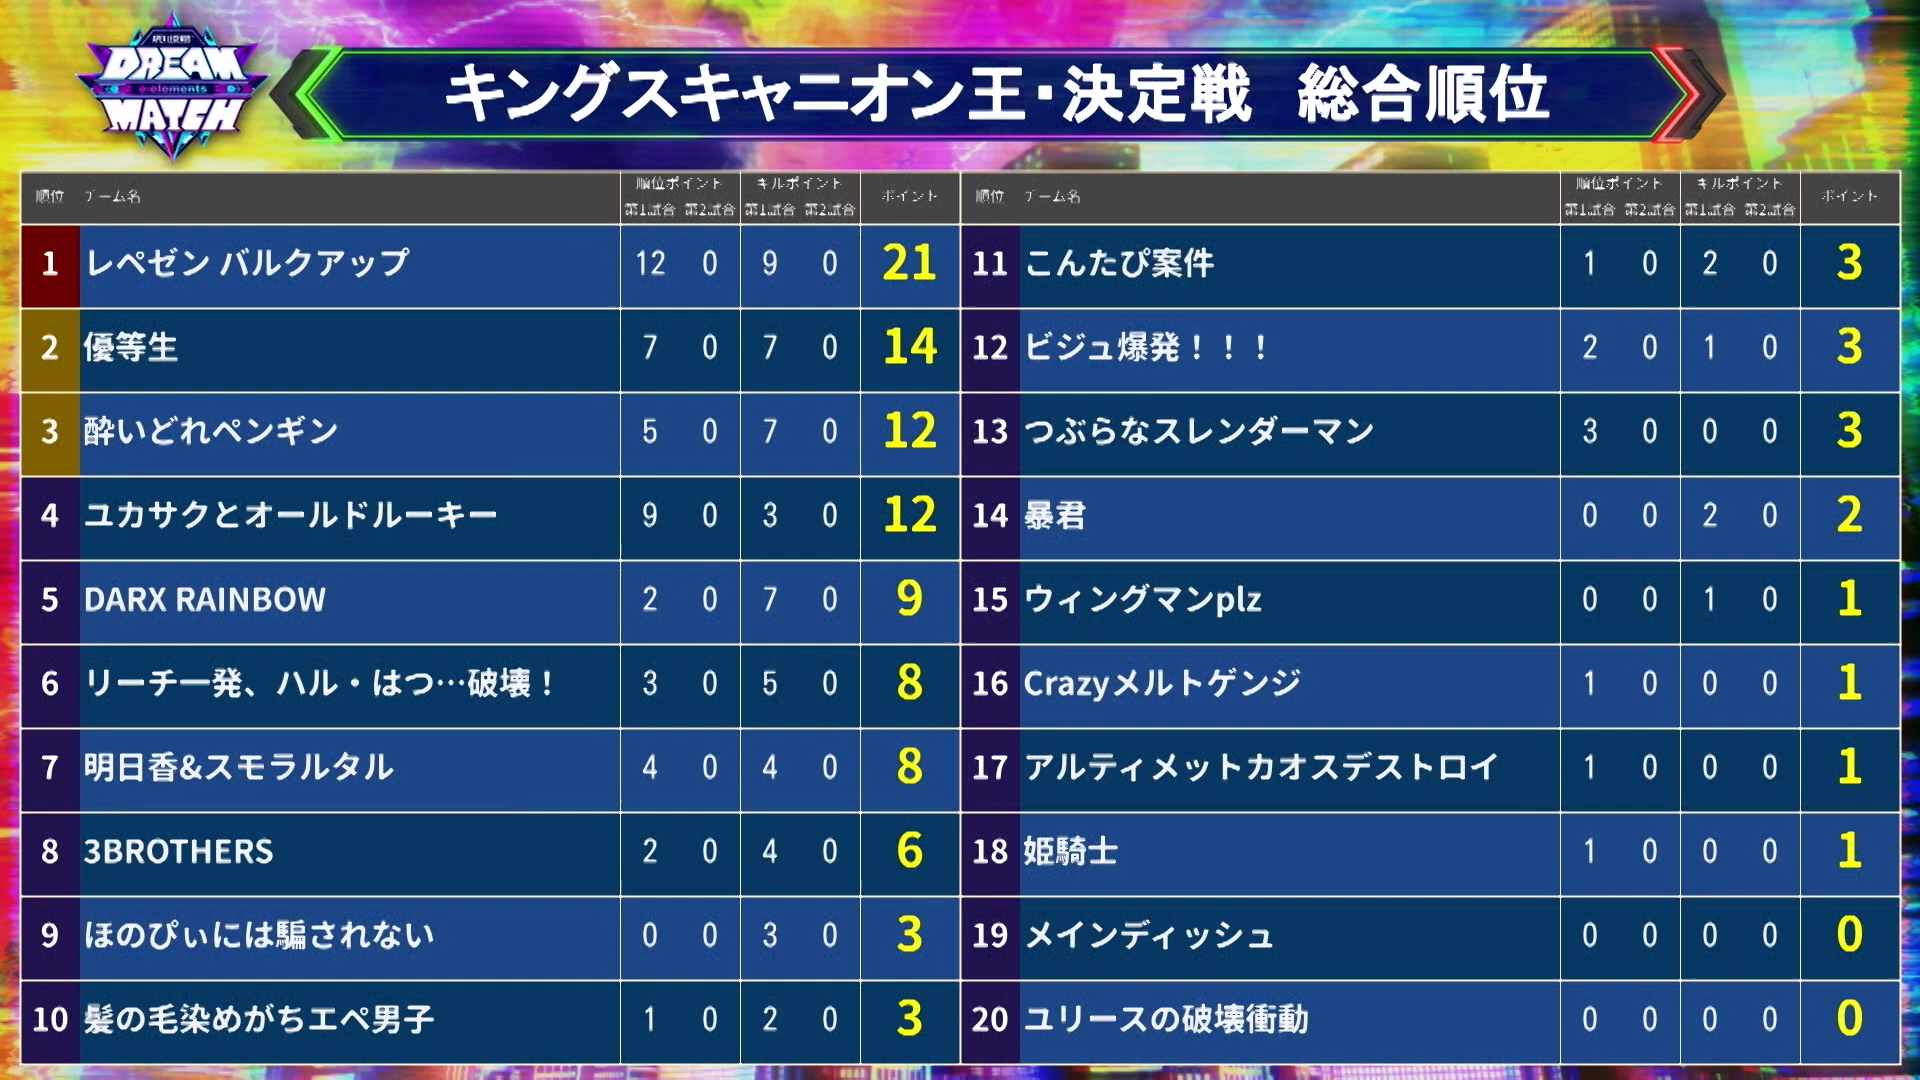 APEX LEGENDS
DREAM
e-elements
MATCH
キングスキャニオン王・決定戦 総合順位
順位 チーム名 順位ポイント 第1試合 第2試合 キルポイント 第1試合 第2試合 ポイント
1 レペゼン バルクアップ 12 0 9 0 21
2 優等生 7 0 7 0 14
3 酔いどれペンギン 5 0 7 0 12
4 ユカサクとオールドルーキー 9 0 3 0 12
5 DARX RAINBOW 2 0 7 0 9
6 リーチ一発、ハル・はつ…破壊！ 3 0 5 0 8
7 明日香&スモラルタル 4 0 4 0 8
8 3BROTHERS 2 0 4 0 6
9 ほのぴぃには騙されない 0 0 3 0 3
10 髪の毛染めがちエペ男子 1 0 2 0 3
順位 チーム名 順位ポイント 第1試合 第2試合 キルポイント 第1試合 第2試合 ポイント
11 こんたぴ案件 1 0 2 0 3
12 ビジュ爆発！！！ 2 0 1 0 3
13 つぶらなスレンダーマン 3 0 0 0 3
14 暴君 0 0 2 0 2
15 ウィングマンplz 0 0 1 0 1
16 Crazyメルトゲンジ 1 0 0 0 1
17 アルティメットカオスデストロイ 1 0 0 0 1
18 姫騎士 1 0 0 0 1
19 メインディッシュ 0 0 0 0 0
20 ユリースの破壊衝動 0 0 0 0 0